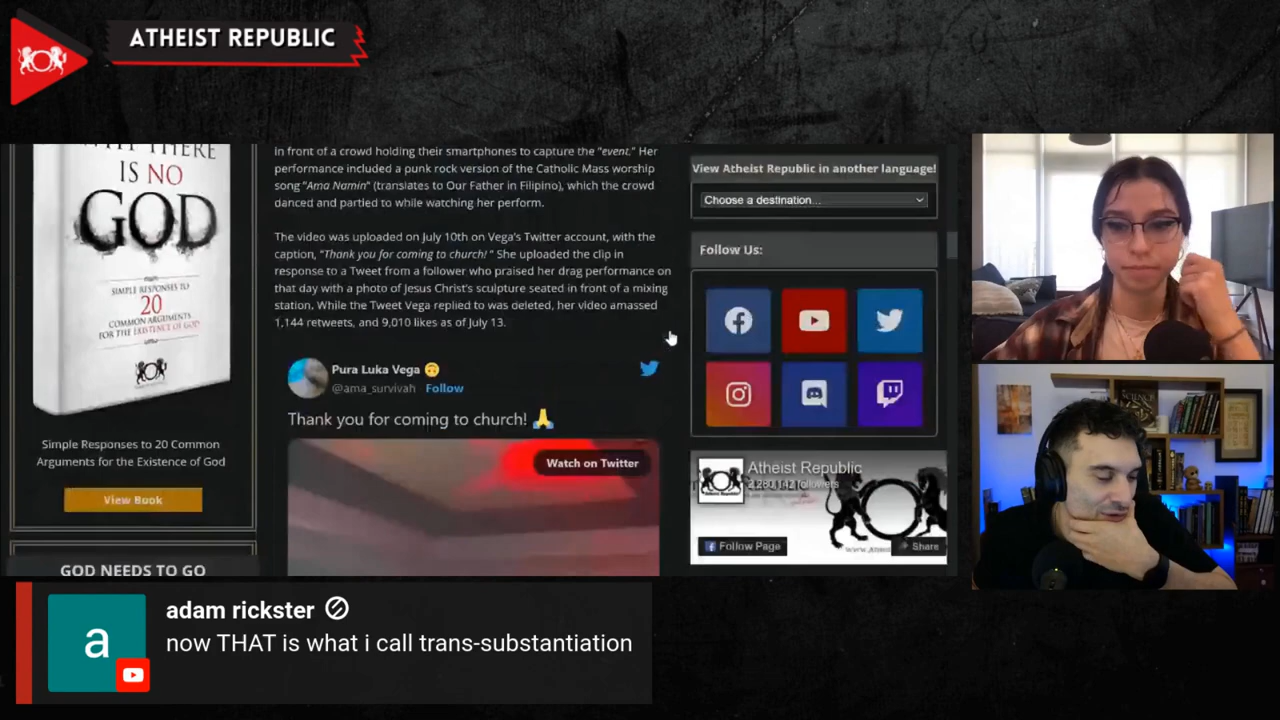 ATHEIST REPUBLIC
IS NO
GOD
SIMPLE RESPONSES TO
20
COMMON ARGUMENTS
FOR THE EXISTENCE OF GOD
Simple Responses to 20 Common
Arguments for the Existence of God
View Book
GOD NEEDS TO GO
in front of a crowd holding their smartphones to capture the "event." Her
performance included a punk rock version of the Catholic Mass worship
song "Ama Namin" (translates to Our Father in Filipino), which the crowd
danced and partied to while watching her perform.
The video was uploaded on July 10th on Vega's Twitter account, with the
caption, "Thank you for coming to church! " She uploaded the clip in
response to a Tweet from a follower who praised her drag performance on
that day with a photo of Jesus Christ's sculpture seated in front of a mixing
station. While the Tweet Vega replied to was deleted, her video amassed
1,144 retweets, and 9,010 likes as of July 13.
Pura Luka Vega 🙃
@ama_survivah Follow
Thank you for coming to church! 🙏
Watch on Twitter
View Atheist Republic in another language!
Choose a destination...
Follow Us:
Atheist Republic
2,280,142 followers
Follow Page
Share
adam rickster
now THAT is what i call trans-substantiation
a